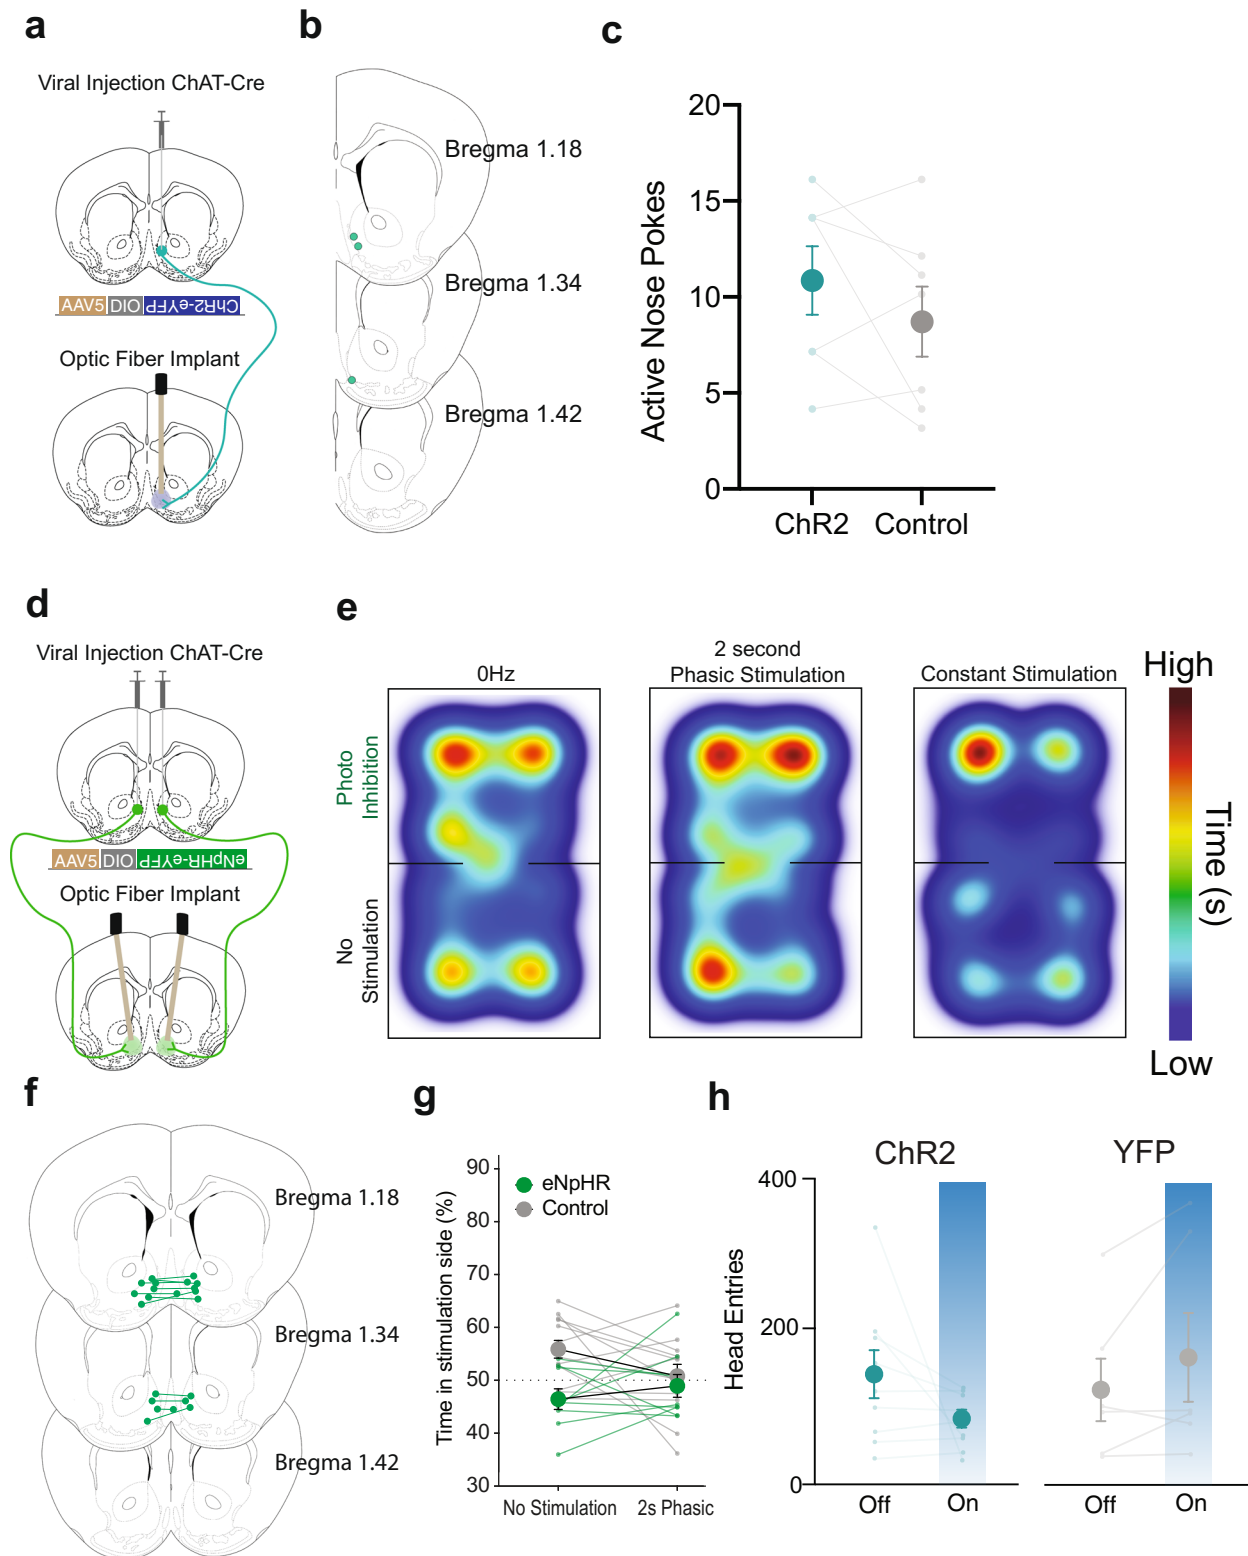 a
Viral Injection ChAT-Cre
AAV5 DIO ChR2-eYFP
Optic Fiber Implant
b
Bregma 1.18
Bregma 1.34
Bregma 1.42
c
Active Nose Pokes
20
15
10
5
0
ChR2 Control
d
Viral Injection ChAT-Cre
AAV5 DIO eNpHR-eYFP
Optic Fiber Implant
e
0Hz
2 second
Phasic Stimulation
Constant Stimulation
Photo
Inhibition
No
Stimulation
High
Time (s)
Low
f
Bregma 1.18
Bregma 1.34
Bregma 1.42
g
Time in stimulation side (%)
90
80
70
60
50
40
30
eNpHR
Control
No Stimulation 2s Phasic
h
ChR2 YFP
Head Entries
400
200
0
Off On Off On